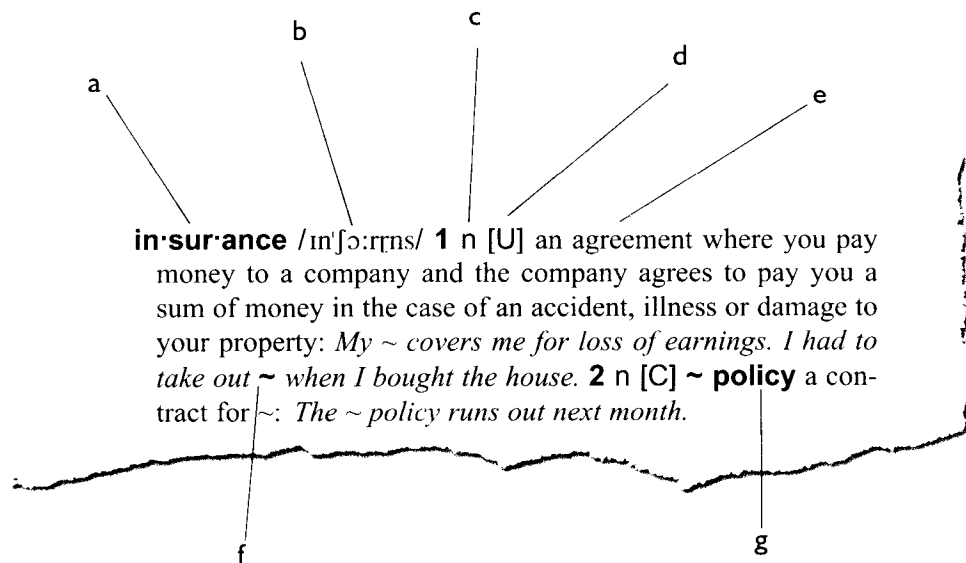 c
b
d
a
e
in·sur·ance /ɪnˈʃɔ:rṛns/ 1 n [U] an agreement where you pay
money to a company and the company agrees to pay you a
sum of money in the case of an accident, illness or damage to
your property: My ~ covers me for loss of earnings. I had to
take out ~ when I bought the house. 2 n [C] ~ policy a con-
tract for ~: The ~ policy runs out next month.
f
g